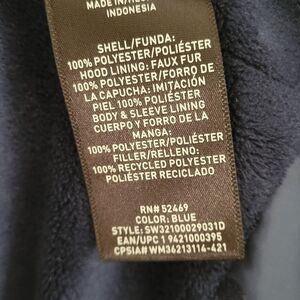 MADE IN/HECHO
INDONESIA
SHELL/FUNDA:
100% POLYESTER/POLIÉSTER
HOOD LINING: FAUX FUR
100% POLYESTER/FORRO DE
LA CAPUCHA: IMITACIÓN
PIEL 100% POLIÉSTER
BODY & SLEEVE LINING
CUERPO Y FORRO DE LA
MANGA:
100% POLYESTER/POLIÉSTER
FILLER/RELLENO:
100% RECYCLED POLYESTER
POLIÉSTER RECICLADO
RN# 52469
COLOR: BLUE
STYLE: SW32100029031D
EAN/UPC 1 9421000395
CPSIA# WM36213114-421